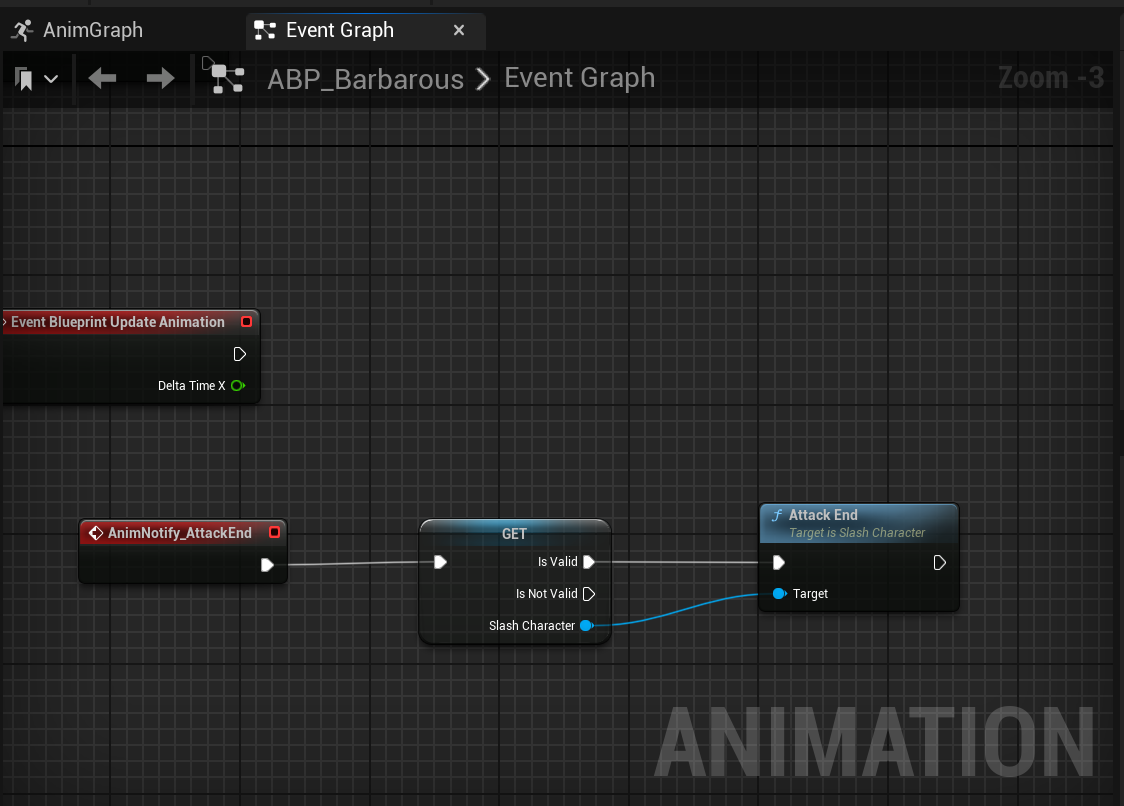 AnimGraph
Event Graph
ABP_Barbarous
Event Graph
Zoom -3
Event Blueprint Update Animation
Delta Time X
AnimNotify_AttackEnd
GET
Is Valid
Is Not Valid
Slash Character
f Attack End
Target is Slash Character
Target
ANIMATION